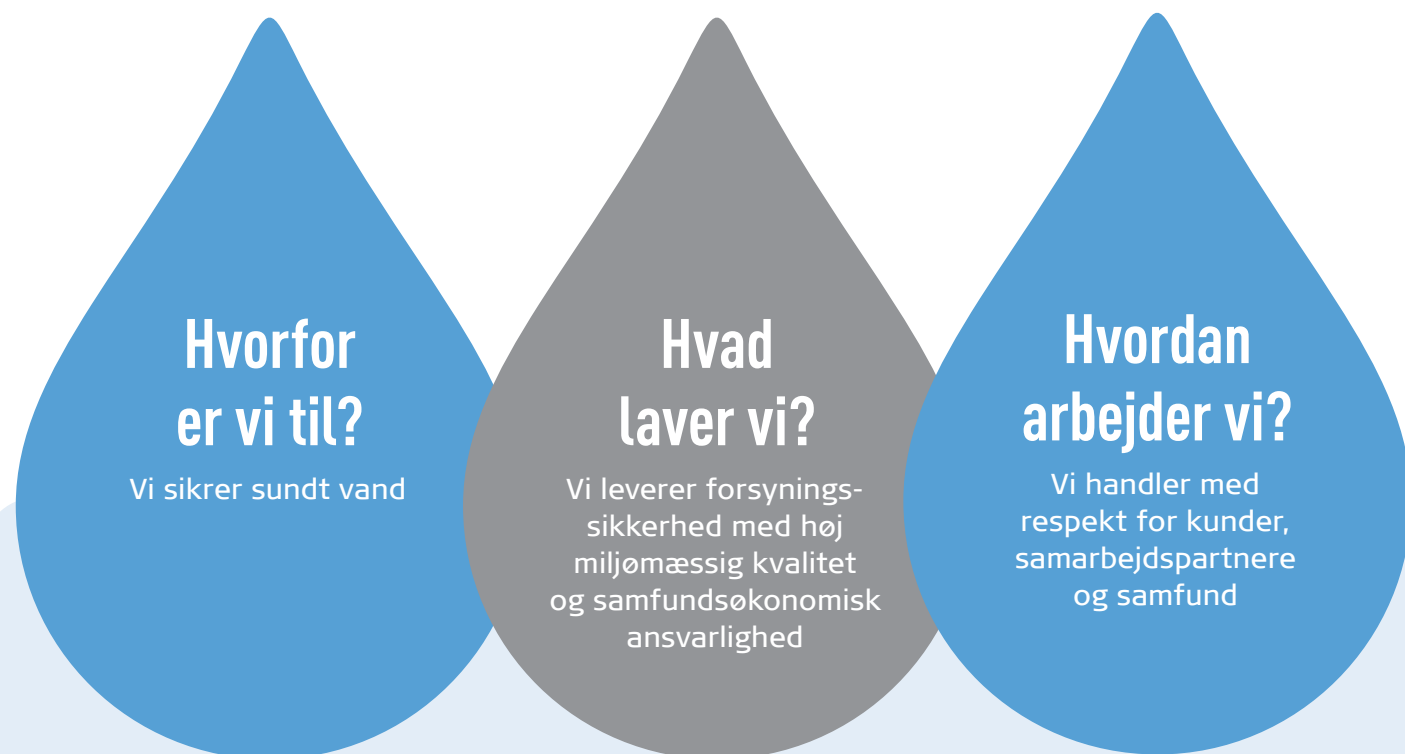 Hvorfor
er vi til?
Vi sikrer sundt vand
Hvad
laver vi?
Vi leverer forsynings-
sikkerhed med høj
miljømæssig kvalitet
og samfundsøkonomisk
ansvarlighed
Hvordan
arbejder vi?
Vi handler med
respekt for kunder,
samarbejdspartnere
og samfund